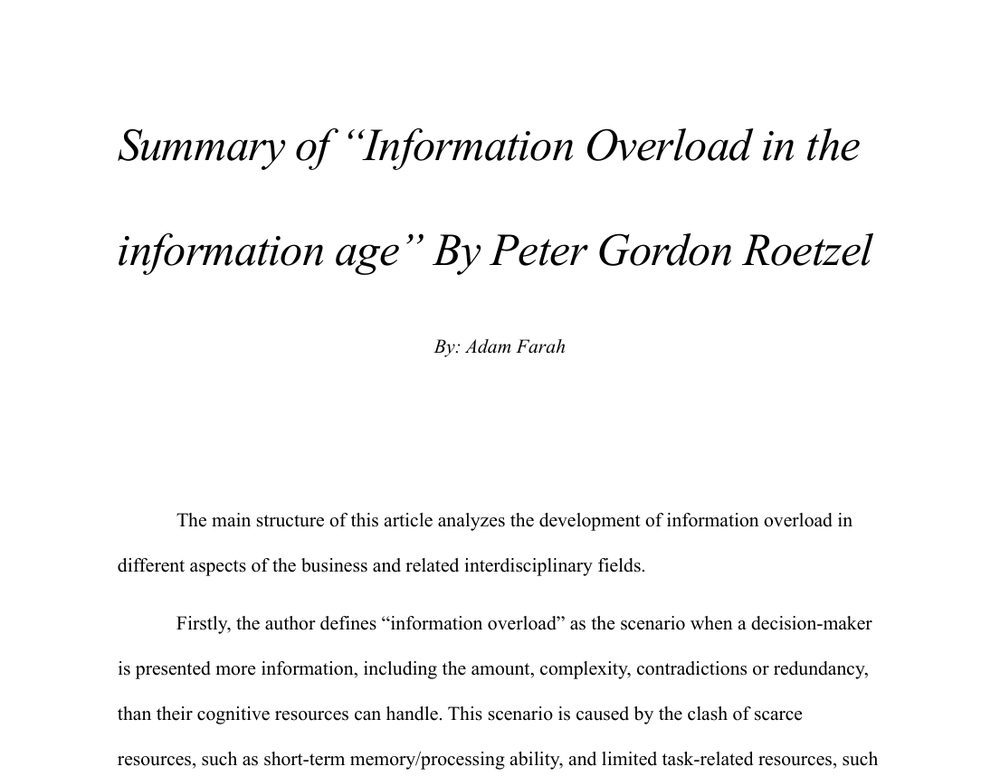 Summary of “Information Overload in the
information age” By Peter Gordon Roetzel
By: Adam Farah
The main structure of this article analyzes the development of information overload in
different aspects of the business and related interdisciplinary fields.
Firstly, the author defines “information overload” as the scenario when a decision-maker
is presented more information, including the amount, complexity, contradictions or redundancy,
than their cognitive resources can handle. This scenario is caused by the clash of scarce
resources, such as short-term memory/processing ability, and limited task-related resources, such